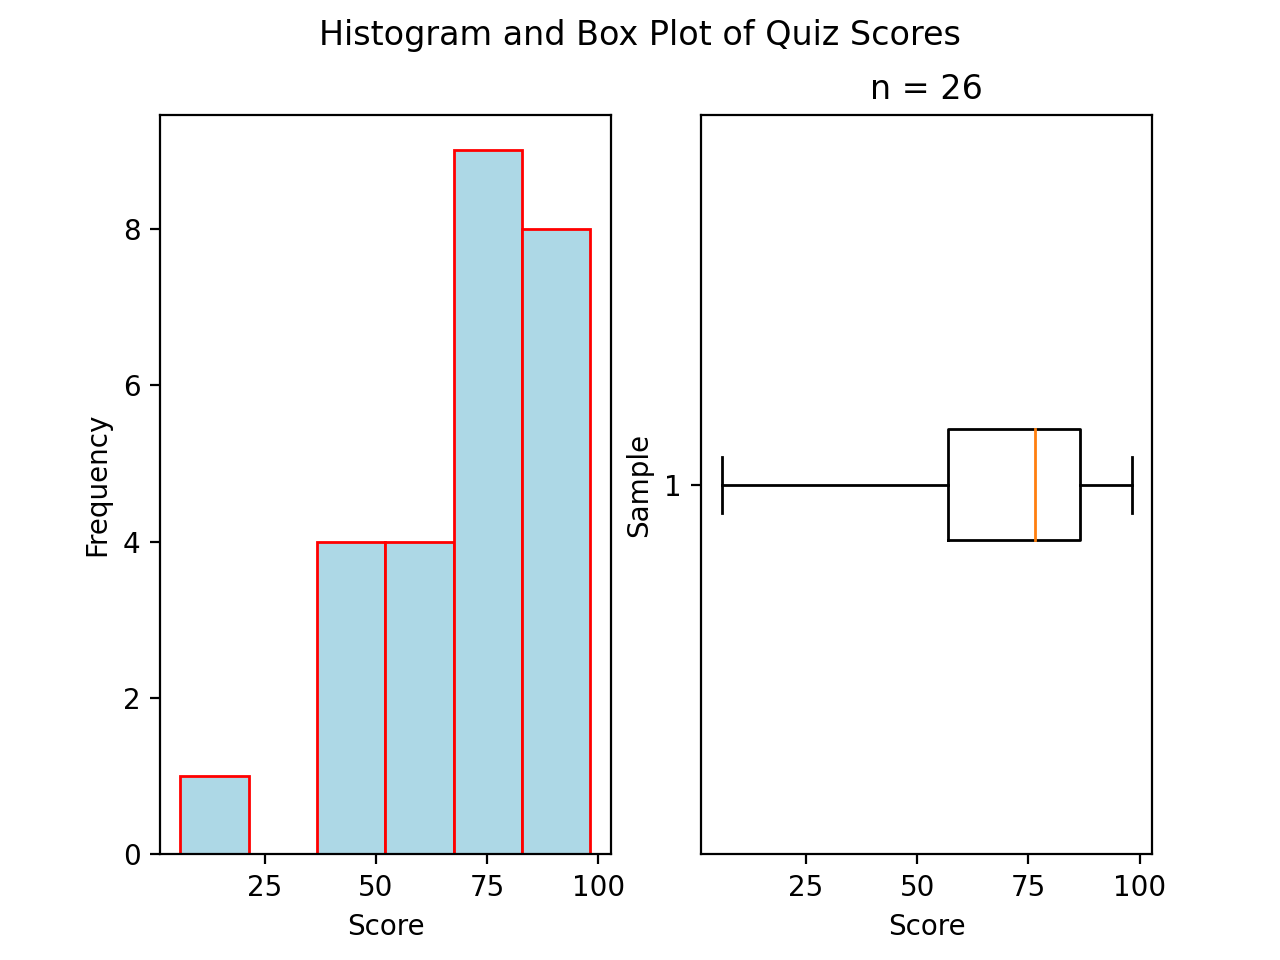 Histogram and Box Plot of Quiz Scores
8
6
4
2
0
Frequency
25 50 75 100
Score
n = 26
Sample
1
25 50 75 100
Score